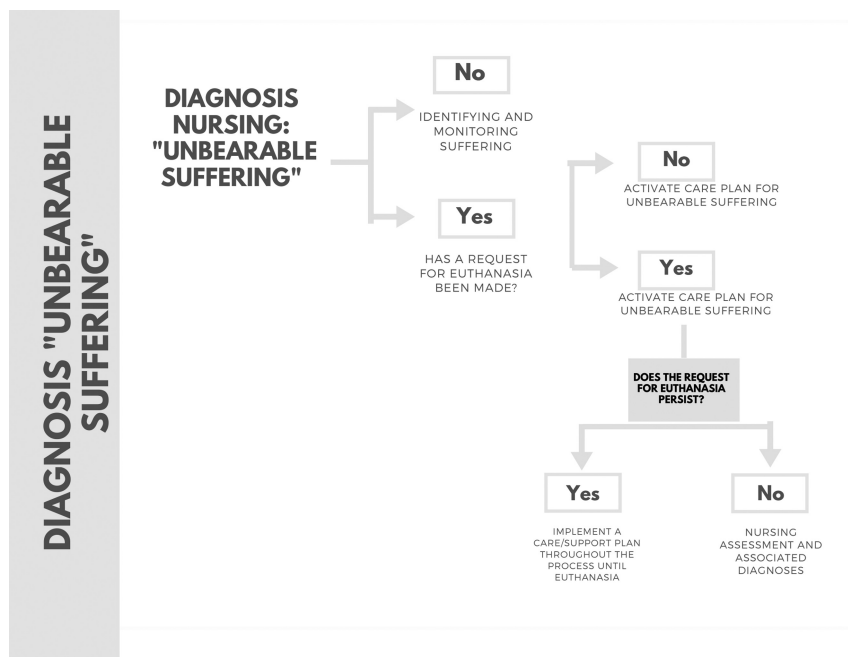 DIAGNOSIS "UNBEARABLE
SUFFERING"
DIAGNOSIS
NURSING:
"UNBEARABLE
SUFFERING"
No
IDENTIFYING AND
MONITORING
SUFFERING
Yes
HAS A REQUEST
FOR EUTHANASIA
BEEN MADE?
No
ACTIVATE CARE PLAN FOR
UNBEARABLE SUFFERING
Yes
ACTIVATE CARE PLAN FOR
UNBEARABLE SUFFERING
DOES THE REQUEST
FOR EUTHANASIA
PERSIST?
Yes
IMPLEMENT A
CARE/SUPPORT PLAN
THROUGHOUT THE
PROCESS UNTIL
EUTHANASIA
No
NURSING
ASSESSMENT AND
ASSOCIATED
DIAGNOSES